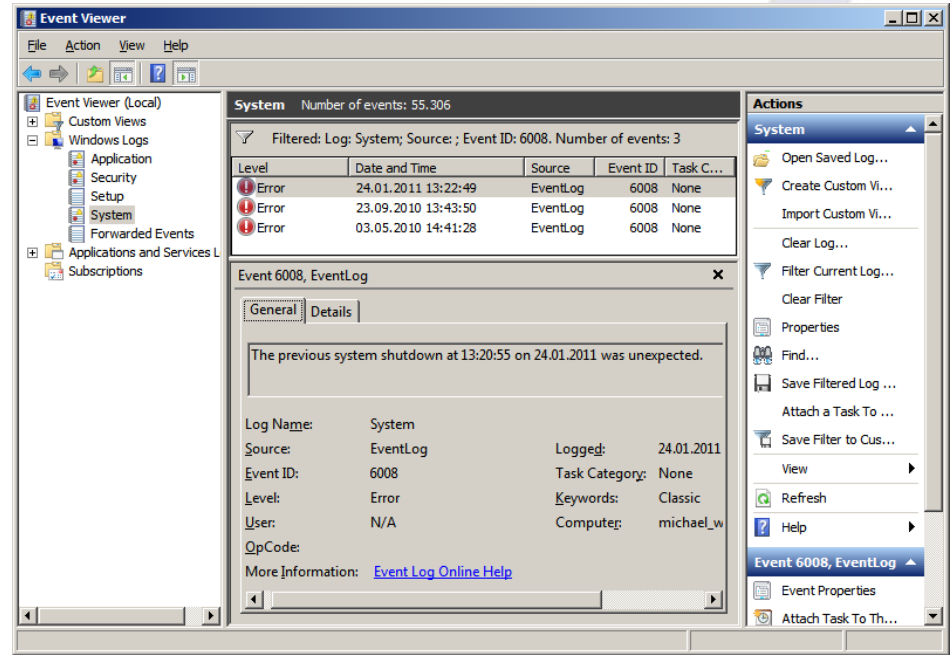 Event Viewer
File Action View Help
Event Viewer (Local)
Custom Views
Windows Logs
Application
Security
Setup
System
Forwarded Events
Applications and Services L
Subscriptions
System Number of events: 55.306
Filtered: Log: System; Source: ; Event ID: 6008. Number of events: 3
Level Date and Time Source Event ID Task C...
Error 24.01.2011 13:22:49 EventLog 6008 None
Error 23.09.2010 13:43:50 EventLog 6008 None
Error 03.05.2010 14:41:28 EventLog 6008 None
Event 6008, EventLog
General Details
The previous system shutdown at 13:20:55 on 24.01.2011 was unexpected.
Log Name: System
Source: EventLog Logged: 24.01.2011
Event ID: 6008 Task Category: None
Level: Error Keywords: Classic
User: N/A Computer: michael_w
OpCode:
More Information: Event Log Online Help
Actions
System
Open Saved Log...
Create Custom Vi...
Import Custom Vi...
Clear Log...
Filter Current Log...
Clear Filter
Properties
Find...
Save Filtered Log ...
Attach a Task To ...
Save Filter to Cus...
View
Refresh
Help
Event 6008, EventLog
Event Properties
Attach Task To Th...